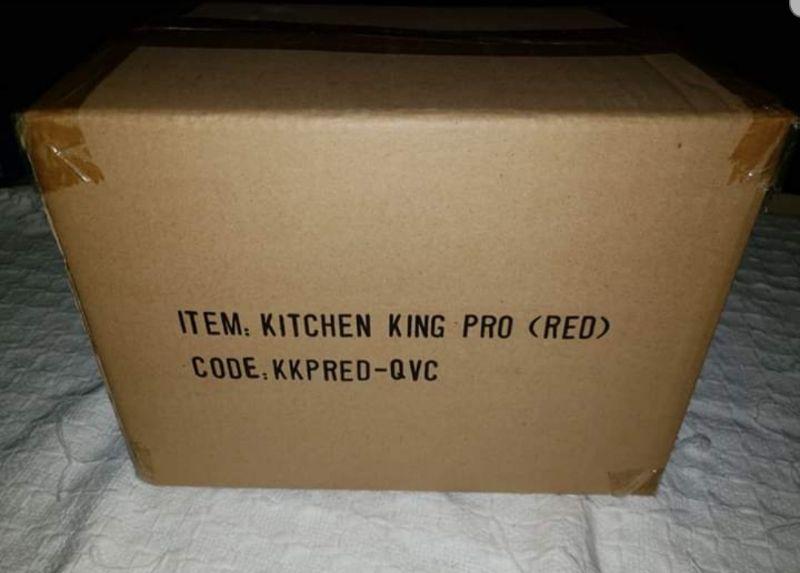 ITEM: KITCHEN KING PRO (RED)
CODE: KKPRED-QVC